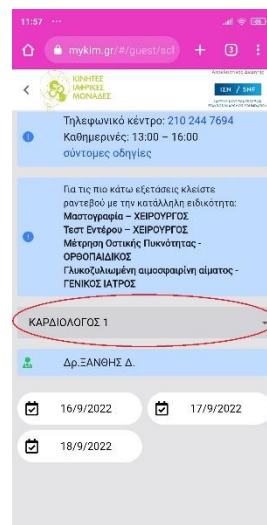 11:57 ...
mykim.gr/#/guest/scl
3
ΚΙΝΗΤΕΣ
ΙΑΤΡΙΚΕΣ
ΜΟΝΑΔΕΣ
ΙΣΝ / SNF
Τηλεφωνικό κέντρο: 210 244 7694
Καθημερινές: 13:00 – 16:00
σύντομες οδηγίες
Για τις πιο κάτω εξετάσεις κλείστε
ραντεβού με την κατάλληλη ειδικότητα:
Μαστογραφία – ΧΕΙΡΟΥΡΓΟΣ
Τεστ Εντέρου – ΧΕΙΡΟΥΡΓΟΣ
Μέτρηση Οστικής Πυκνότητας -
ΟΡΘΟΠΑΙΔΙΚΟΣ
Γλυκοζυλιωμένη αιμοσφαιρίνη αίματος -
ΓΕΝΙΚΟΣ ΙΑΤΡΟΣ
ΚΑΡΔΙΟΛΟΓΟΣ 1
Δρ.ΞΑΝΘΗΣ Δ.
16/9/2022
17/9/2022
18/9/2022